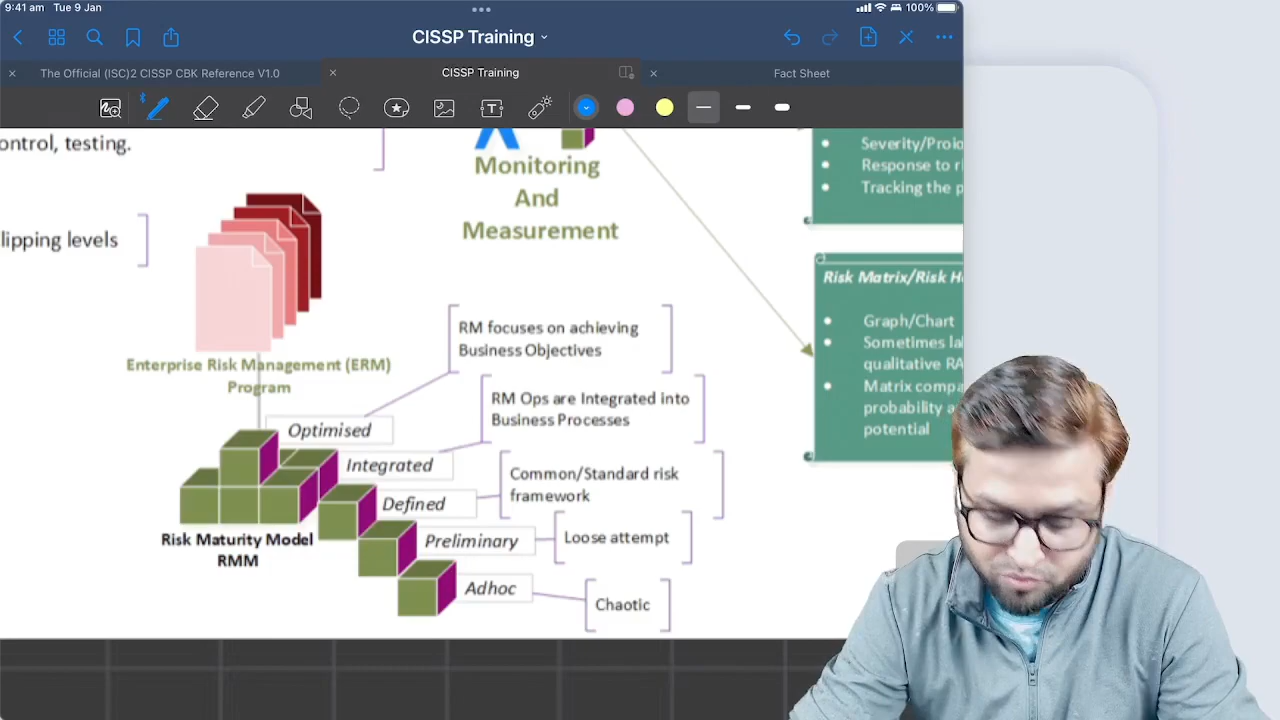 9:41 am Tue 9 Jan
100%
CISSP Training
The Official (ISC)2 CISSP CBK Reference V1.0
CISSP Training
Fact Sheet
ontrol, testing.
lipping levels
Monitoring
And
Measurement
Severity/
Response to
Tracking the
Risk Matrix/Risk
Graph/Chart
Sometimes
qualitative RA
Matrix
probability
potential
Enterprise Risk Management (ERM)
Program
RM focuses on achieving
Business Objectives
RM Ops are Integrated into
Business Processes
Optimised
Integrated
Common/Standard risk
framework
Defined
Preliminary
Loose attempt
Risk Maturity Model
RMM
Adhoc
Chaotic